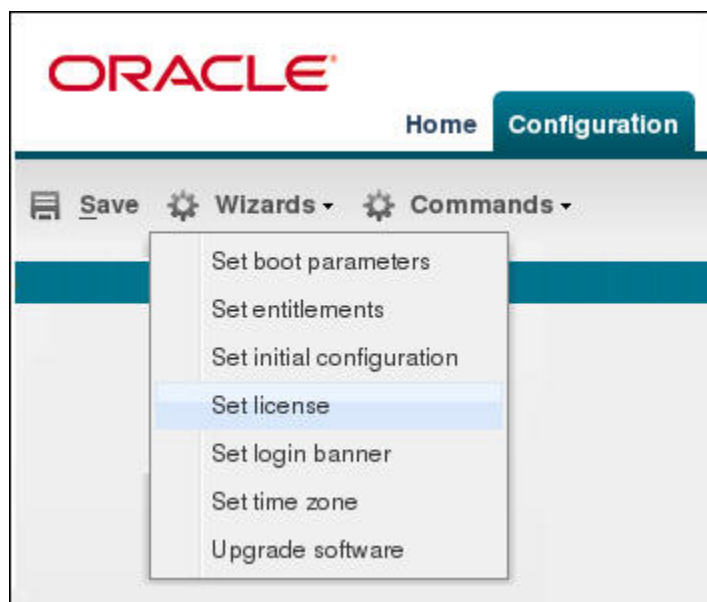 ORACLE
Home Configuration
Save Wizards Commands
Set boot parameters
Set entitlements
Set initial configuration
Set license
Set login banner
Set time zone
Upgrade software